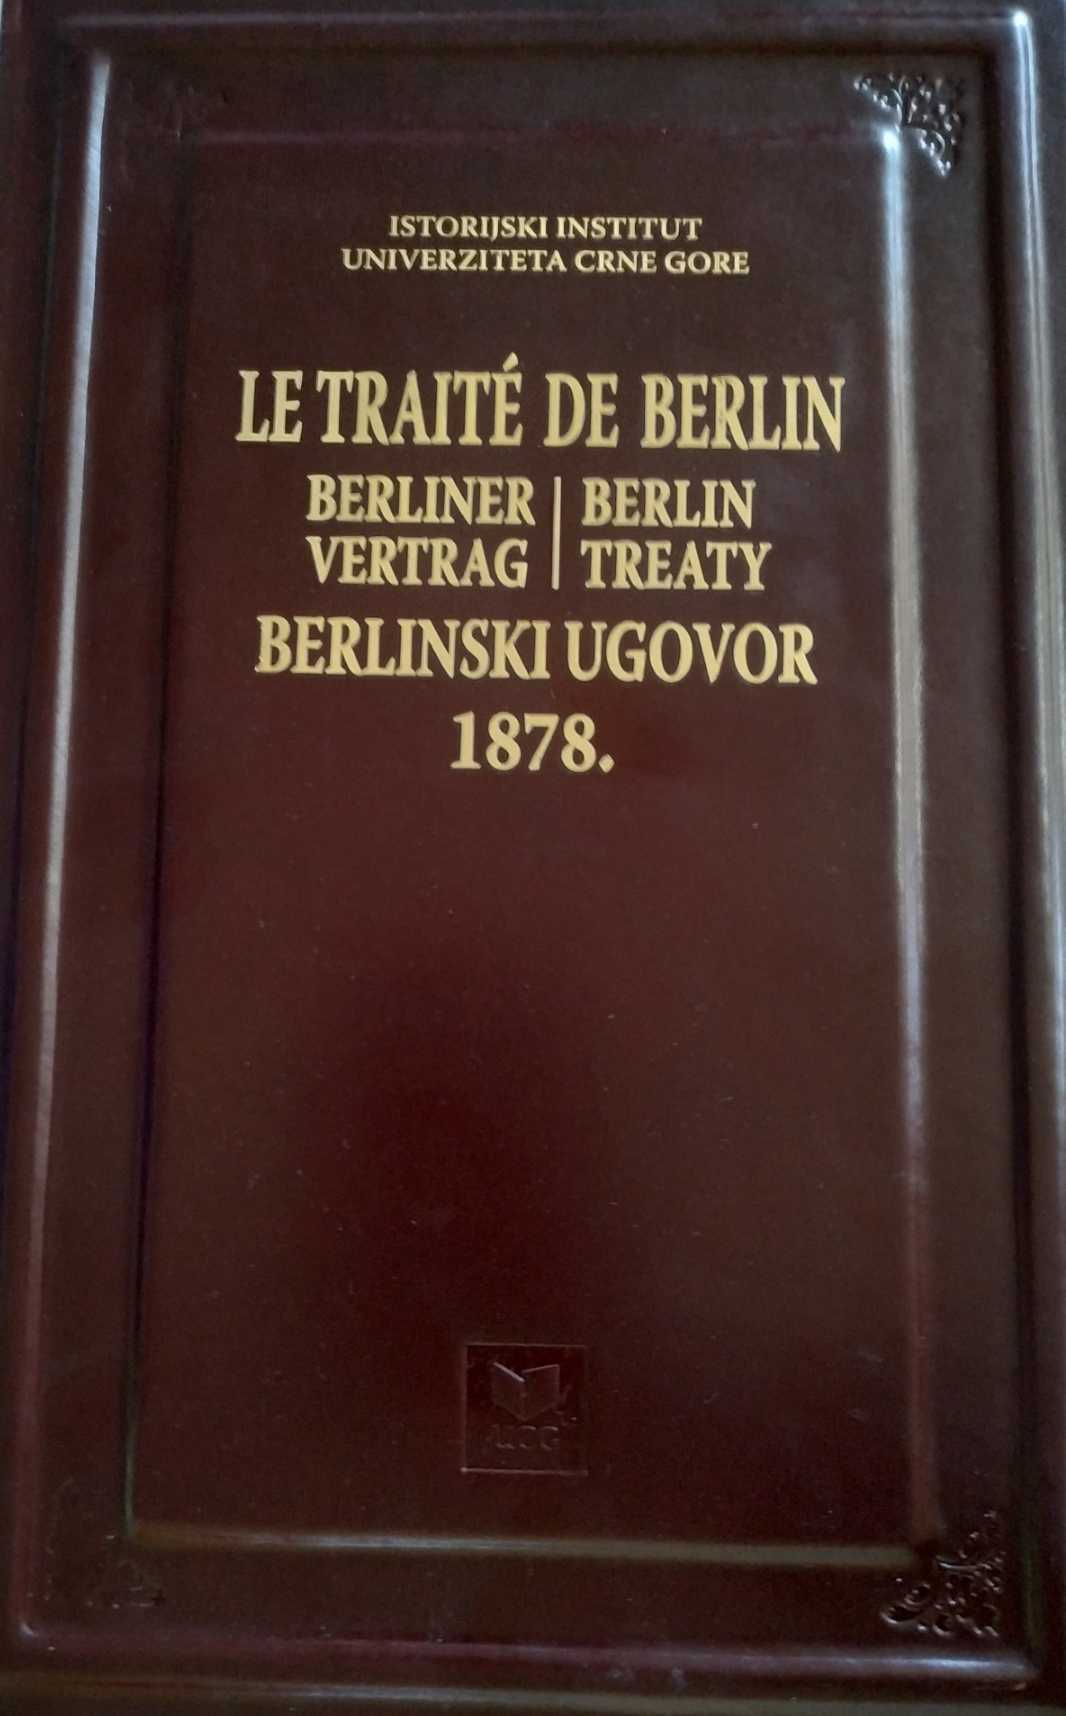 ISTORIJSKI INSTITUT
UNIVERZITETA CRNE GORE
LE TRAITÉ DE BERLIN
BERLINER | BERLIN
VERTRAG | TREATY
BERLINSKI UGOVOR
1878.